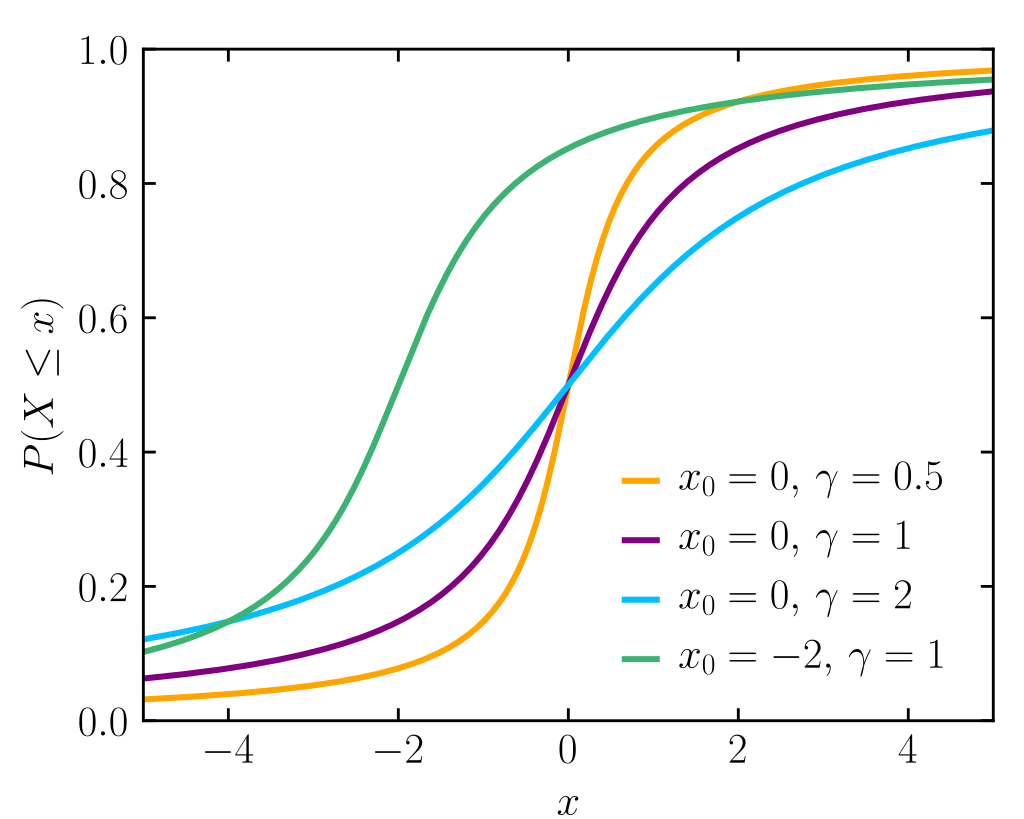 1.0
0.8
0.6
0.4
0.2
0.0
P(X ≤ x)
x₀ = 0, γ = 0.5
x₀ = 0, γ = 1
x₀ = 0, γ = 2
x₀ = −2, γ = 1
−4 −2 0 2 4
x